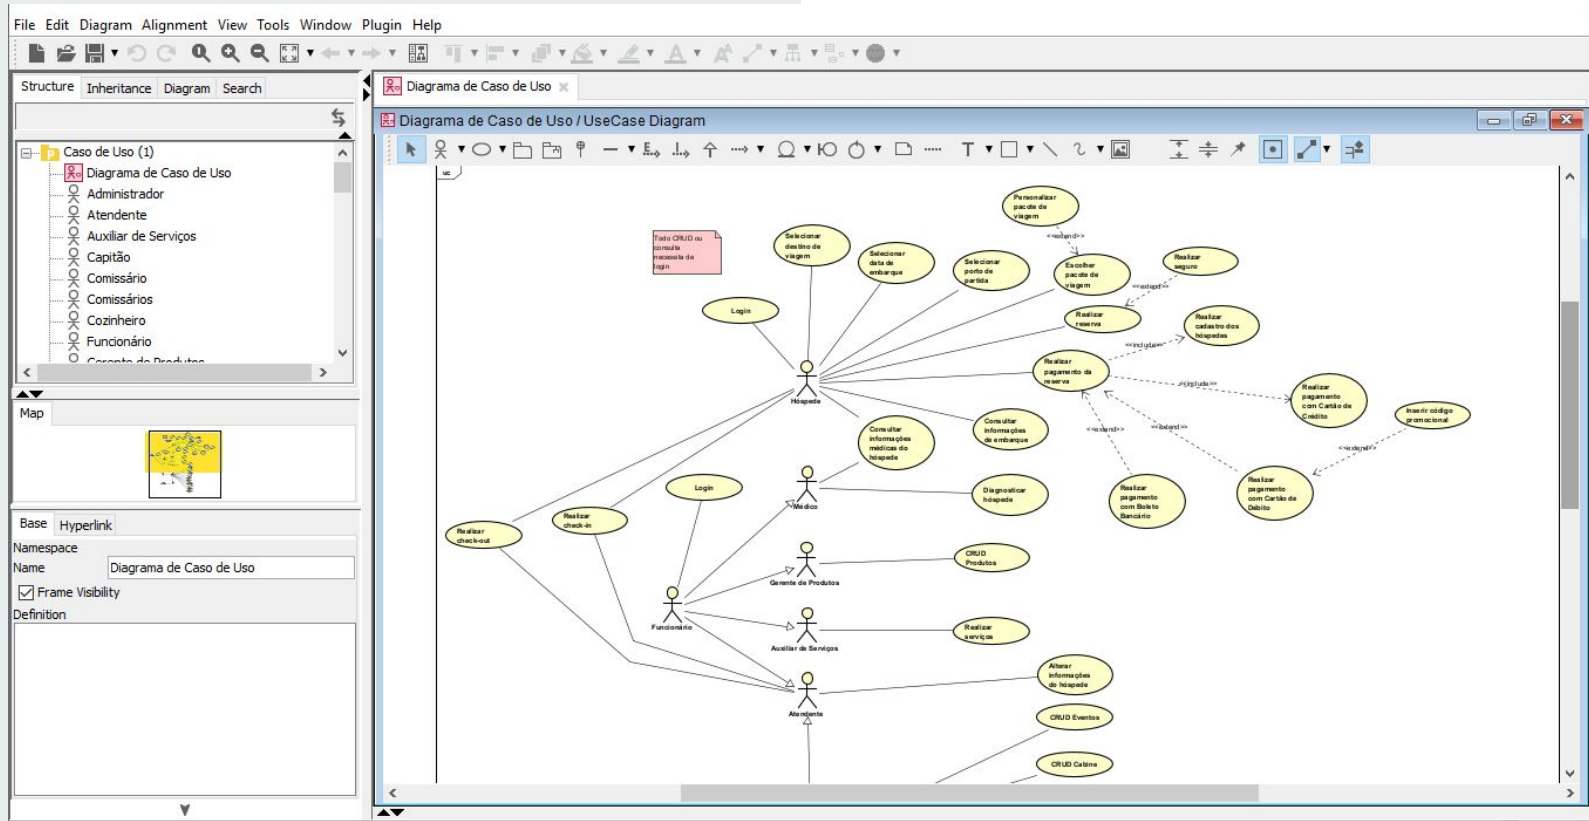 File Edit Diagram Alignment View Tools Window Plugin Help
Structure Inheritance Diagram Search
Caso de Uso (1)
Diagrama de Caso de Uso
Administrador
Atendente
Auxiliar de Serviços
Capitão
Comissário
Comissários
Cozinheiro
Funcionário
Gerente de Produtos
Map
Base Hyperlink
Namespace
Name Diagrama de Caso de Uso
Frame Visibility
Definition
Diagrama de Caso de Uso
Diagrama de Caso de Uso / UseCase Diagram
uc
Todo CRUD ou
consulta
necessita de
login
Personalizar
pacote de
viagem
<<extend>>
Selecionar
destino de
viagem
Selecionar
data de
embarque
Selecionar
porto de
partida
Escolher
pacote de
viagem
Realizar
seguro
<<extend>>
Login
Realizar
reserva
Realizar
cadastro dos
hóspedes
<<include>>
Realizar
pagamento da
reserva
<<include>>
Realizar
pagamento
com Cartão de
Crédito
Inserir código
promocional
<<extend>>
Hóspede
Consultar
informações
médicas do
hóspede
Consultar
informações
de embarque
<<extend>>
<<extend>>
Login
Médico
Diagnosticar
hóspede
Realizar
pagamento
com Boleto
Bancário
Realizar
pagamento
com Cartão de
Débito
Realizar
check-out
Realizar
check-in
CRUD
Produtos
Gerente de Produtos
Funcionário
Realizar
serviços
Auxiliar de Serviços
Alterar
informações
do hóspede
Atendente
CRUD Eventos
CRUD Cabine